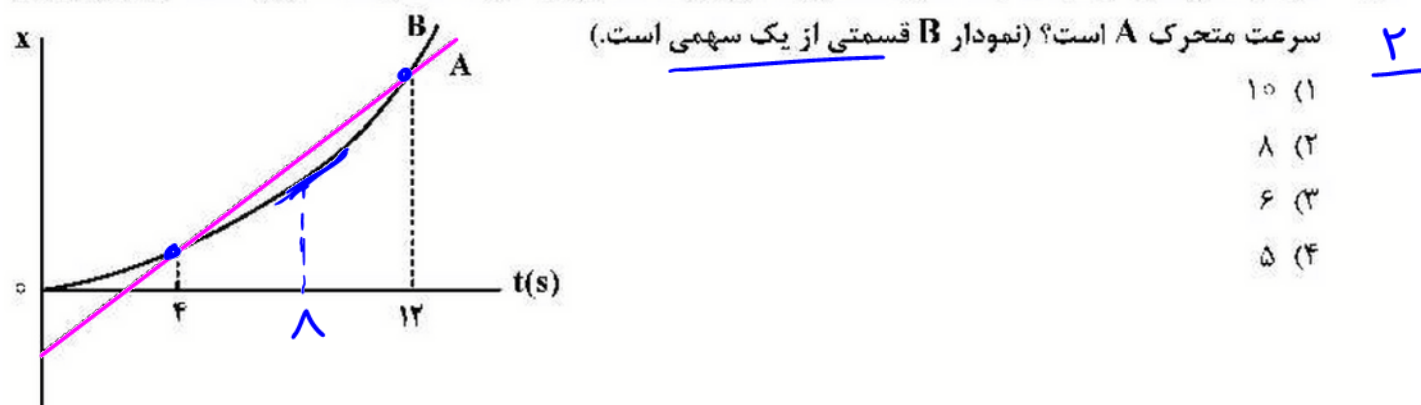 سرعت متحرک A است؟ (نمودار B قسمتی از یک سهمی است.)
۲
۱) ۱۰
۲) ۸
۳) ۶
۴) ۵
x
B
A
۰
۴
۸
۱۲
t(s)